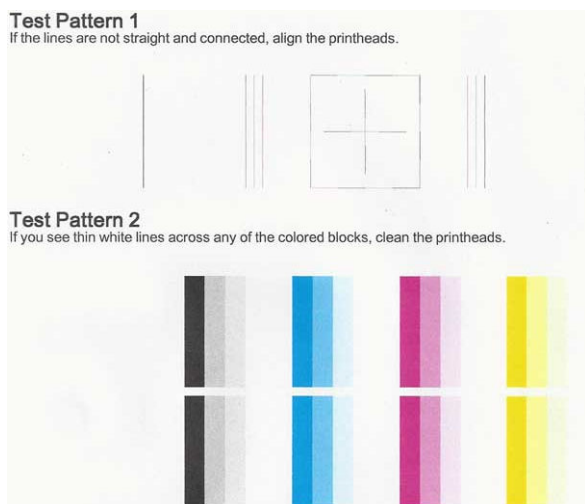 Test Pattern 1
If the lines are not straight and connected, align the printheads.
Test Pattern 2
If you see thin white lines across any of the colored blocks, clean the printheads.